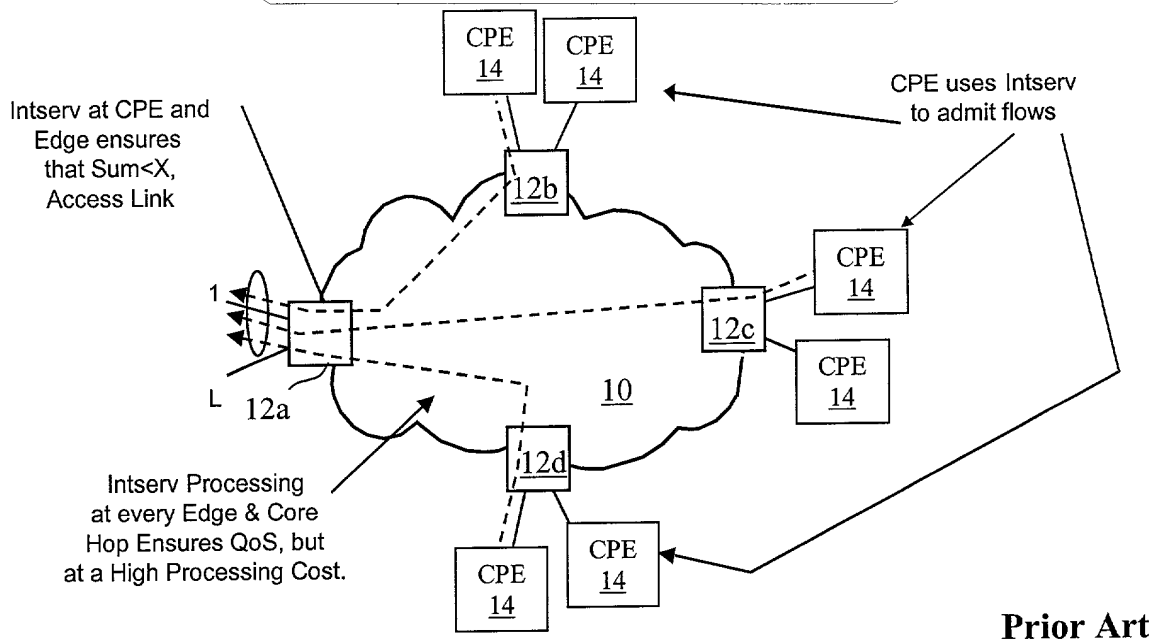 CPE
14
CPE
14
CPE uses Intserv
to admit flows
Intserv at CPE and
Edge ensures
that Sum<X,
Access Link
12b
CPE
14
1
12c
CPE
14
L
12a
10
12d
Intserv Processing
at every Edge & Core
Hop Ensures QoS, but
at a High Processing Cost.
CPE
14
CPE
14
Prior Art